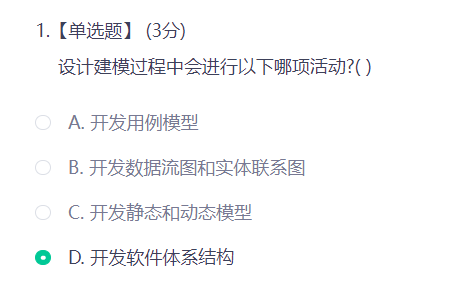 1.【单选题】 (3分)
设计建模过程中会进行以下哪项活动?( )
A. 开发用例模型
B. 开发数据流图和实体联系图
C. 开发静态和动态模型
D. 开发软件体系结构